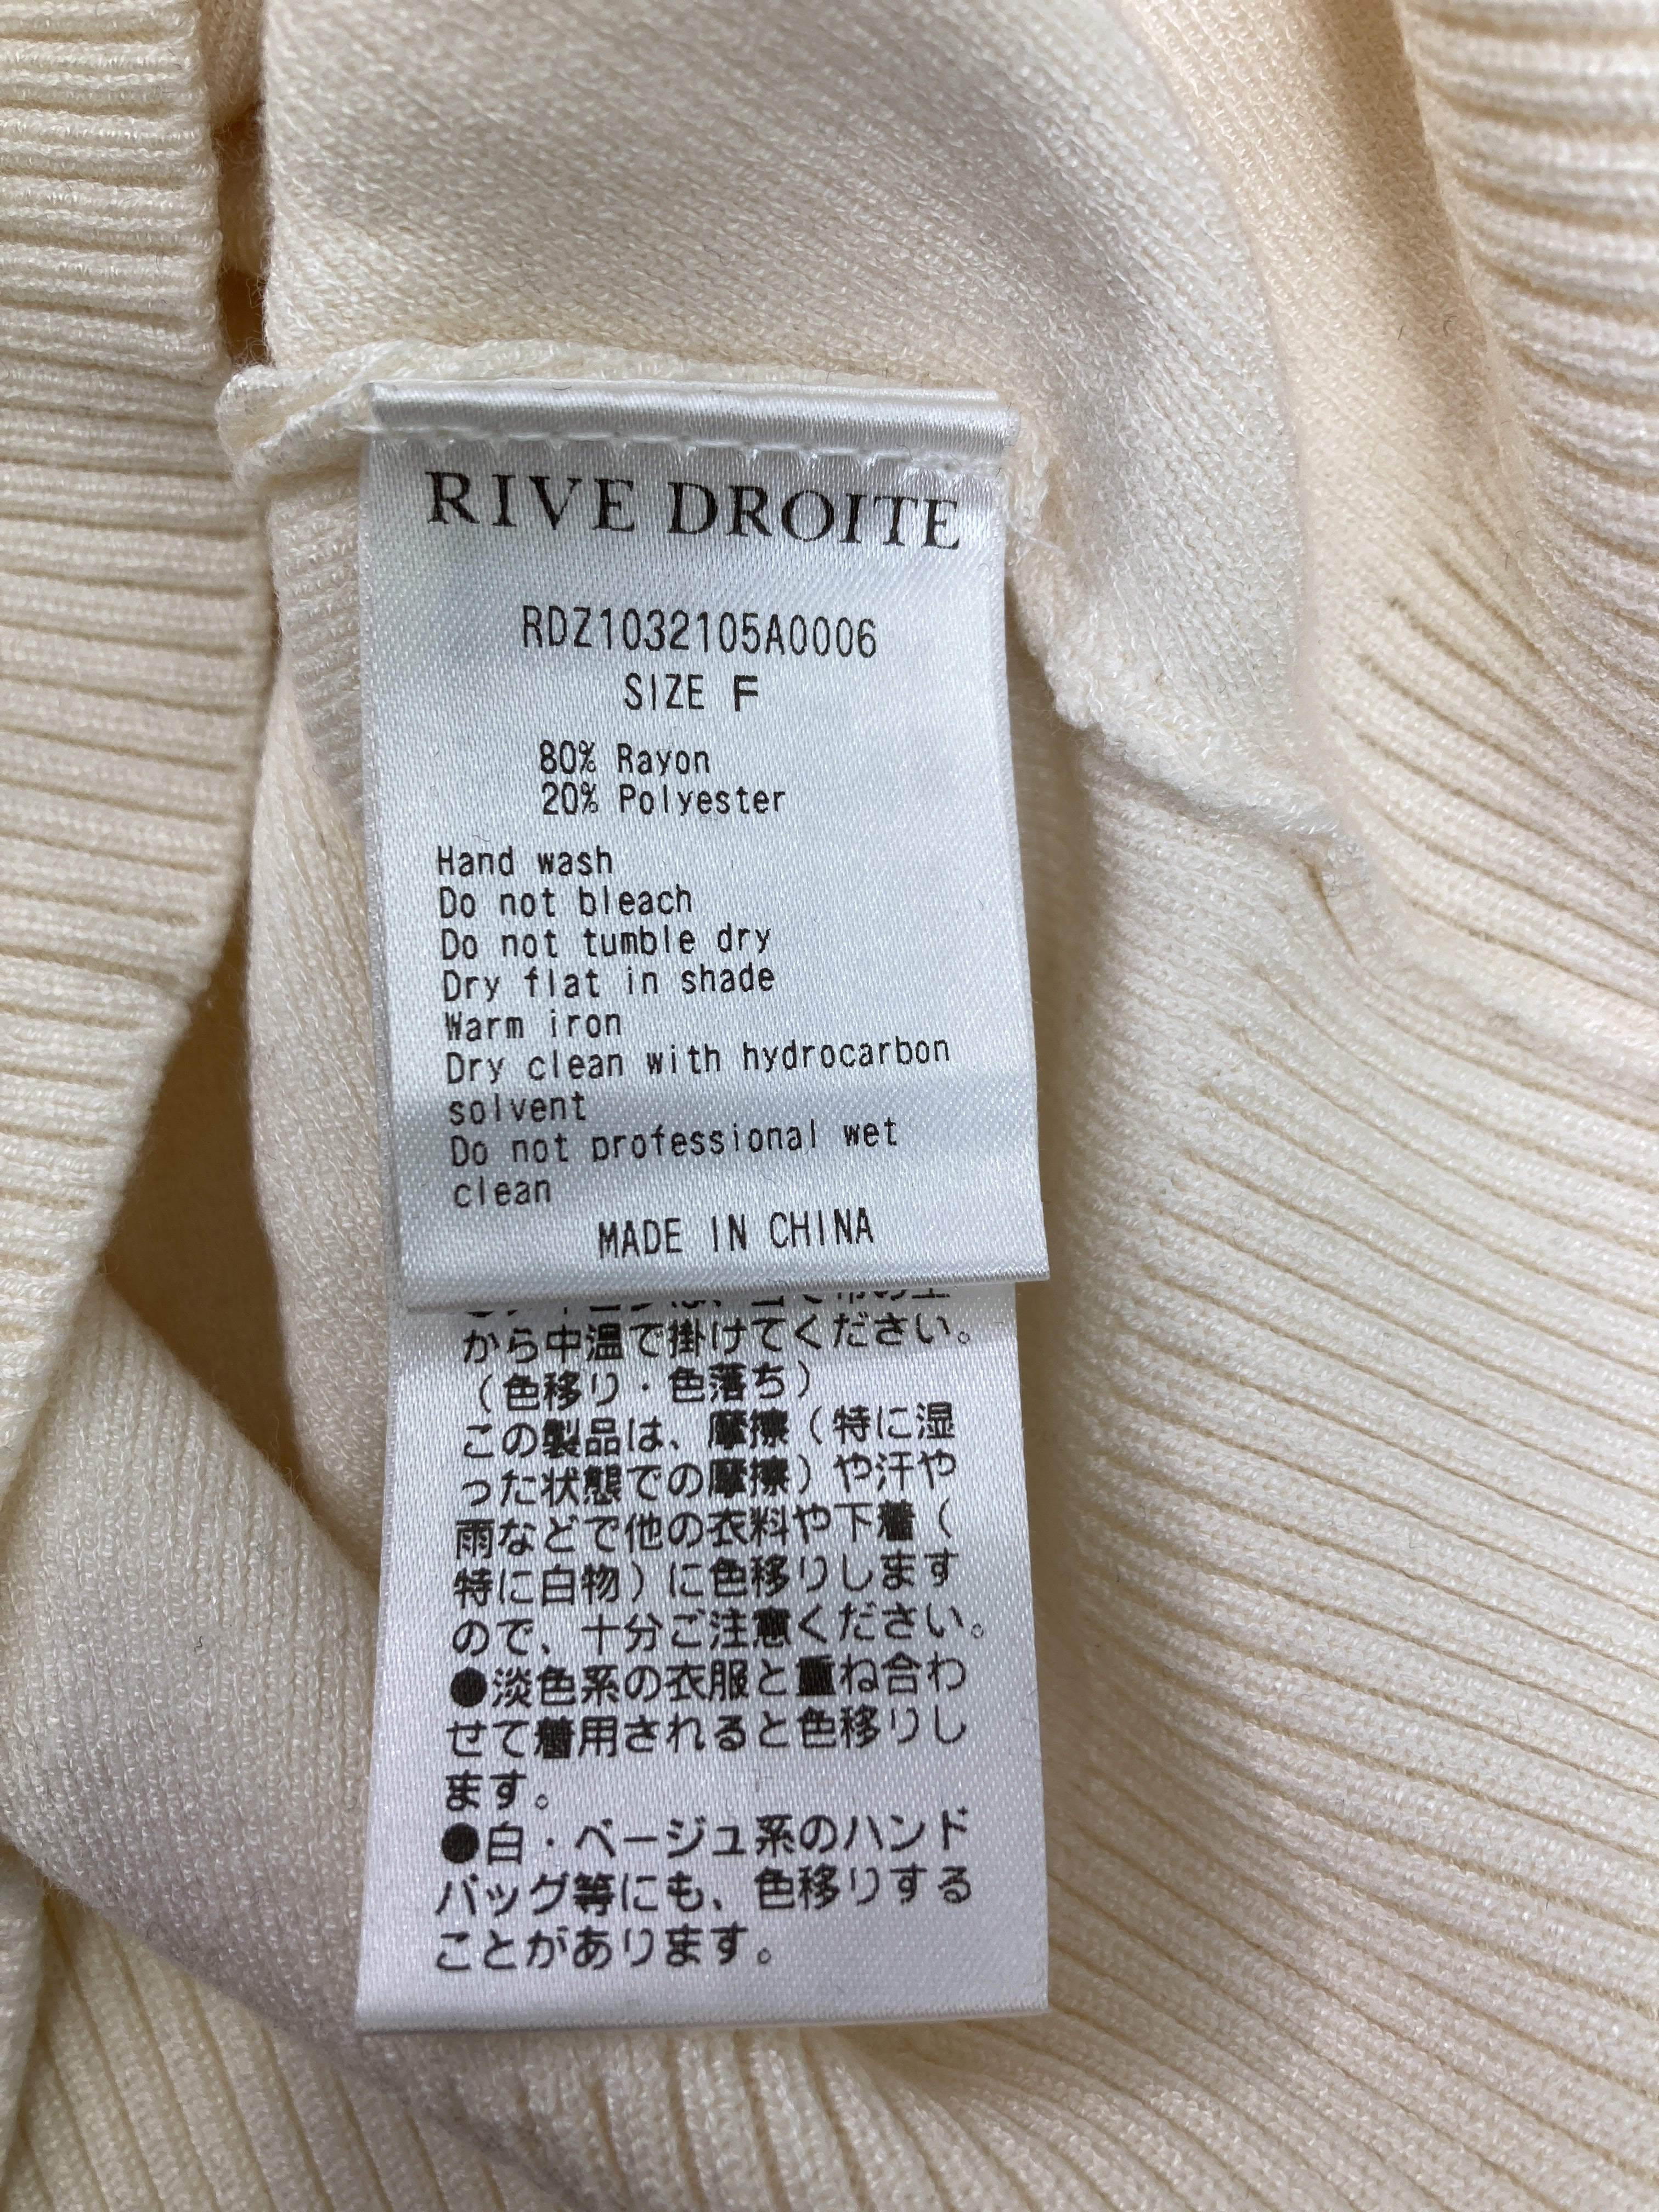 RIVE DROITE
RDZ1032105A0006
SIZE F
80% Rayon
20% Polyester
Hand wash
Do not bleach
Do not tumble dry
Dry flat in shade
Warm iron
Dry clean with hydrocarbon
solvent
Do not professional wet
clean
MADE IN CHINA
から中温で掛けてください。
(色移り・色落ち)
この製品は、摩擦(特に湿
った状態での摩擦)や汗や
雨などで他の衣料や下着(
特に白物)に色移りします
ので、十分ご注意ください。
●淡色系の衣服と重ね合わ
せて着用されると色移りし
ます。
●白・ベージュ系のハンド
バッグ等にも、色移りする
ことがあります。